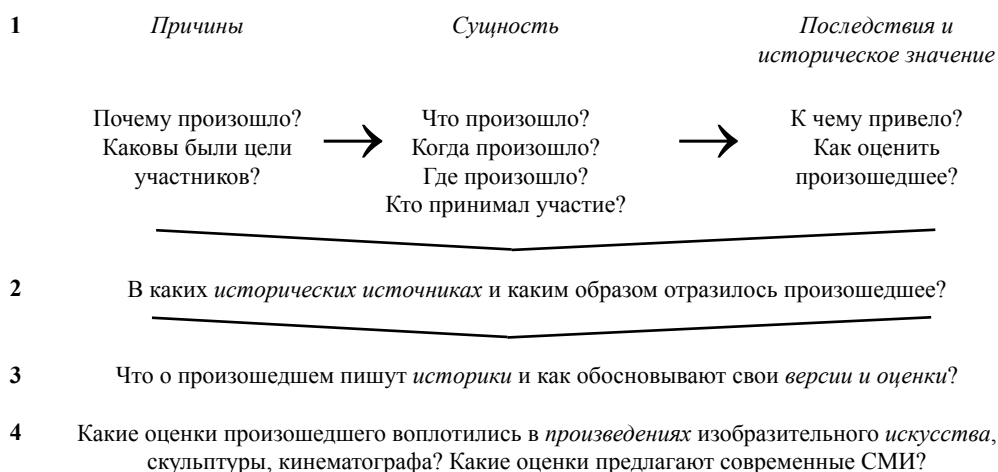 1 Причины Сущность Последствия и
историческое значение
Почему произошло? Что произошло? К чему привело?
Каковы были цели Когда произошло? Как оценить
участников? Где произошло? произошедшее?
Кто принимал участие?
2 В каких исторических источниках и каким образом отразилось произошедшее?
3 Что о произошедшем пишут историки и как обосновывают свои версии и оценки?
4 Какие оценки произошедшего воплотились в произведениях изобразительного искусства,
скульптуры, кинематографа? Какие оценки предлагают современные СМИ?